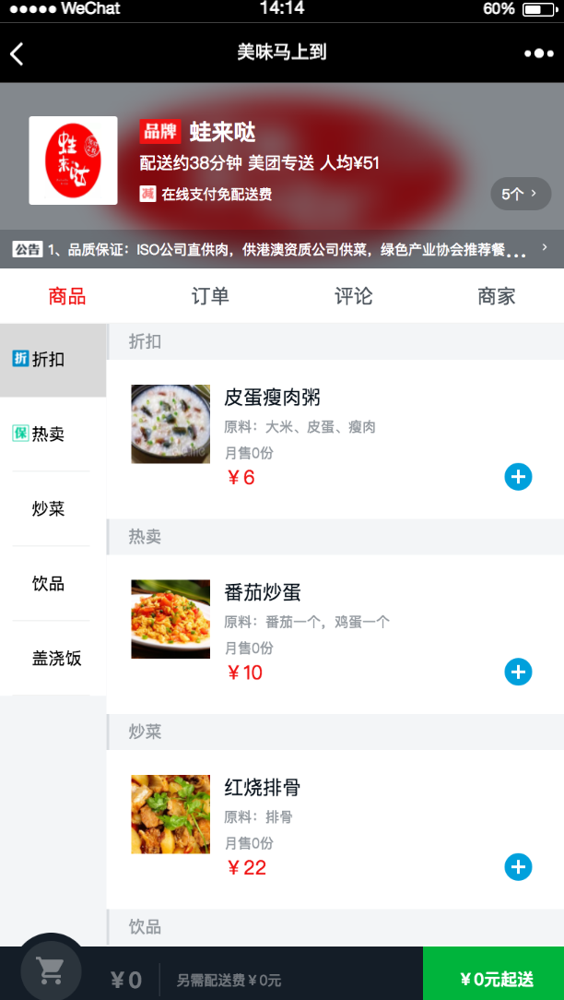 WeChat 14:14 60%
美味马上到
蛙来哒
品牌 蛙来哒
配送约38分钟 美团专送 人均¥51
减 在线支付免配送费
5个
公告 1、品质保证：ISO公司直供肉，供港澳资质公司供菜，绿色产业协会推荐餐...
商品 订单 评论 商家
折 折扣
保 热卖
炒菜
饮品
盖浇饭
折扣
皮蛋瘦肉粥
原料：大米、皮蛋、瘦肉
月售0份
¥6
热卖
番茄炒蛋
原料：番茄一个，鸡蛋一个
月售0份
¥10
炒菜
红烧排骨
原料：排骨
月售0份
¥22
饮品
¥0 另需配送费¥0元
¥0元起送